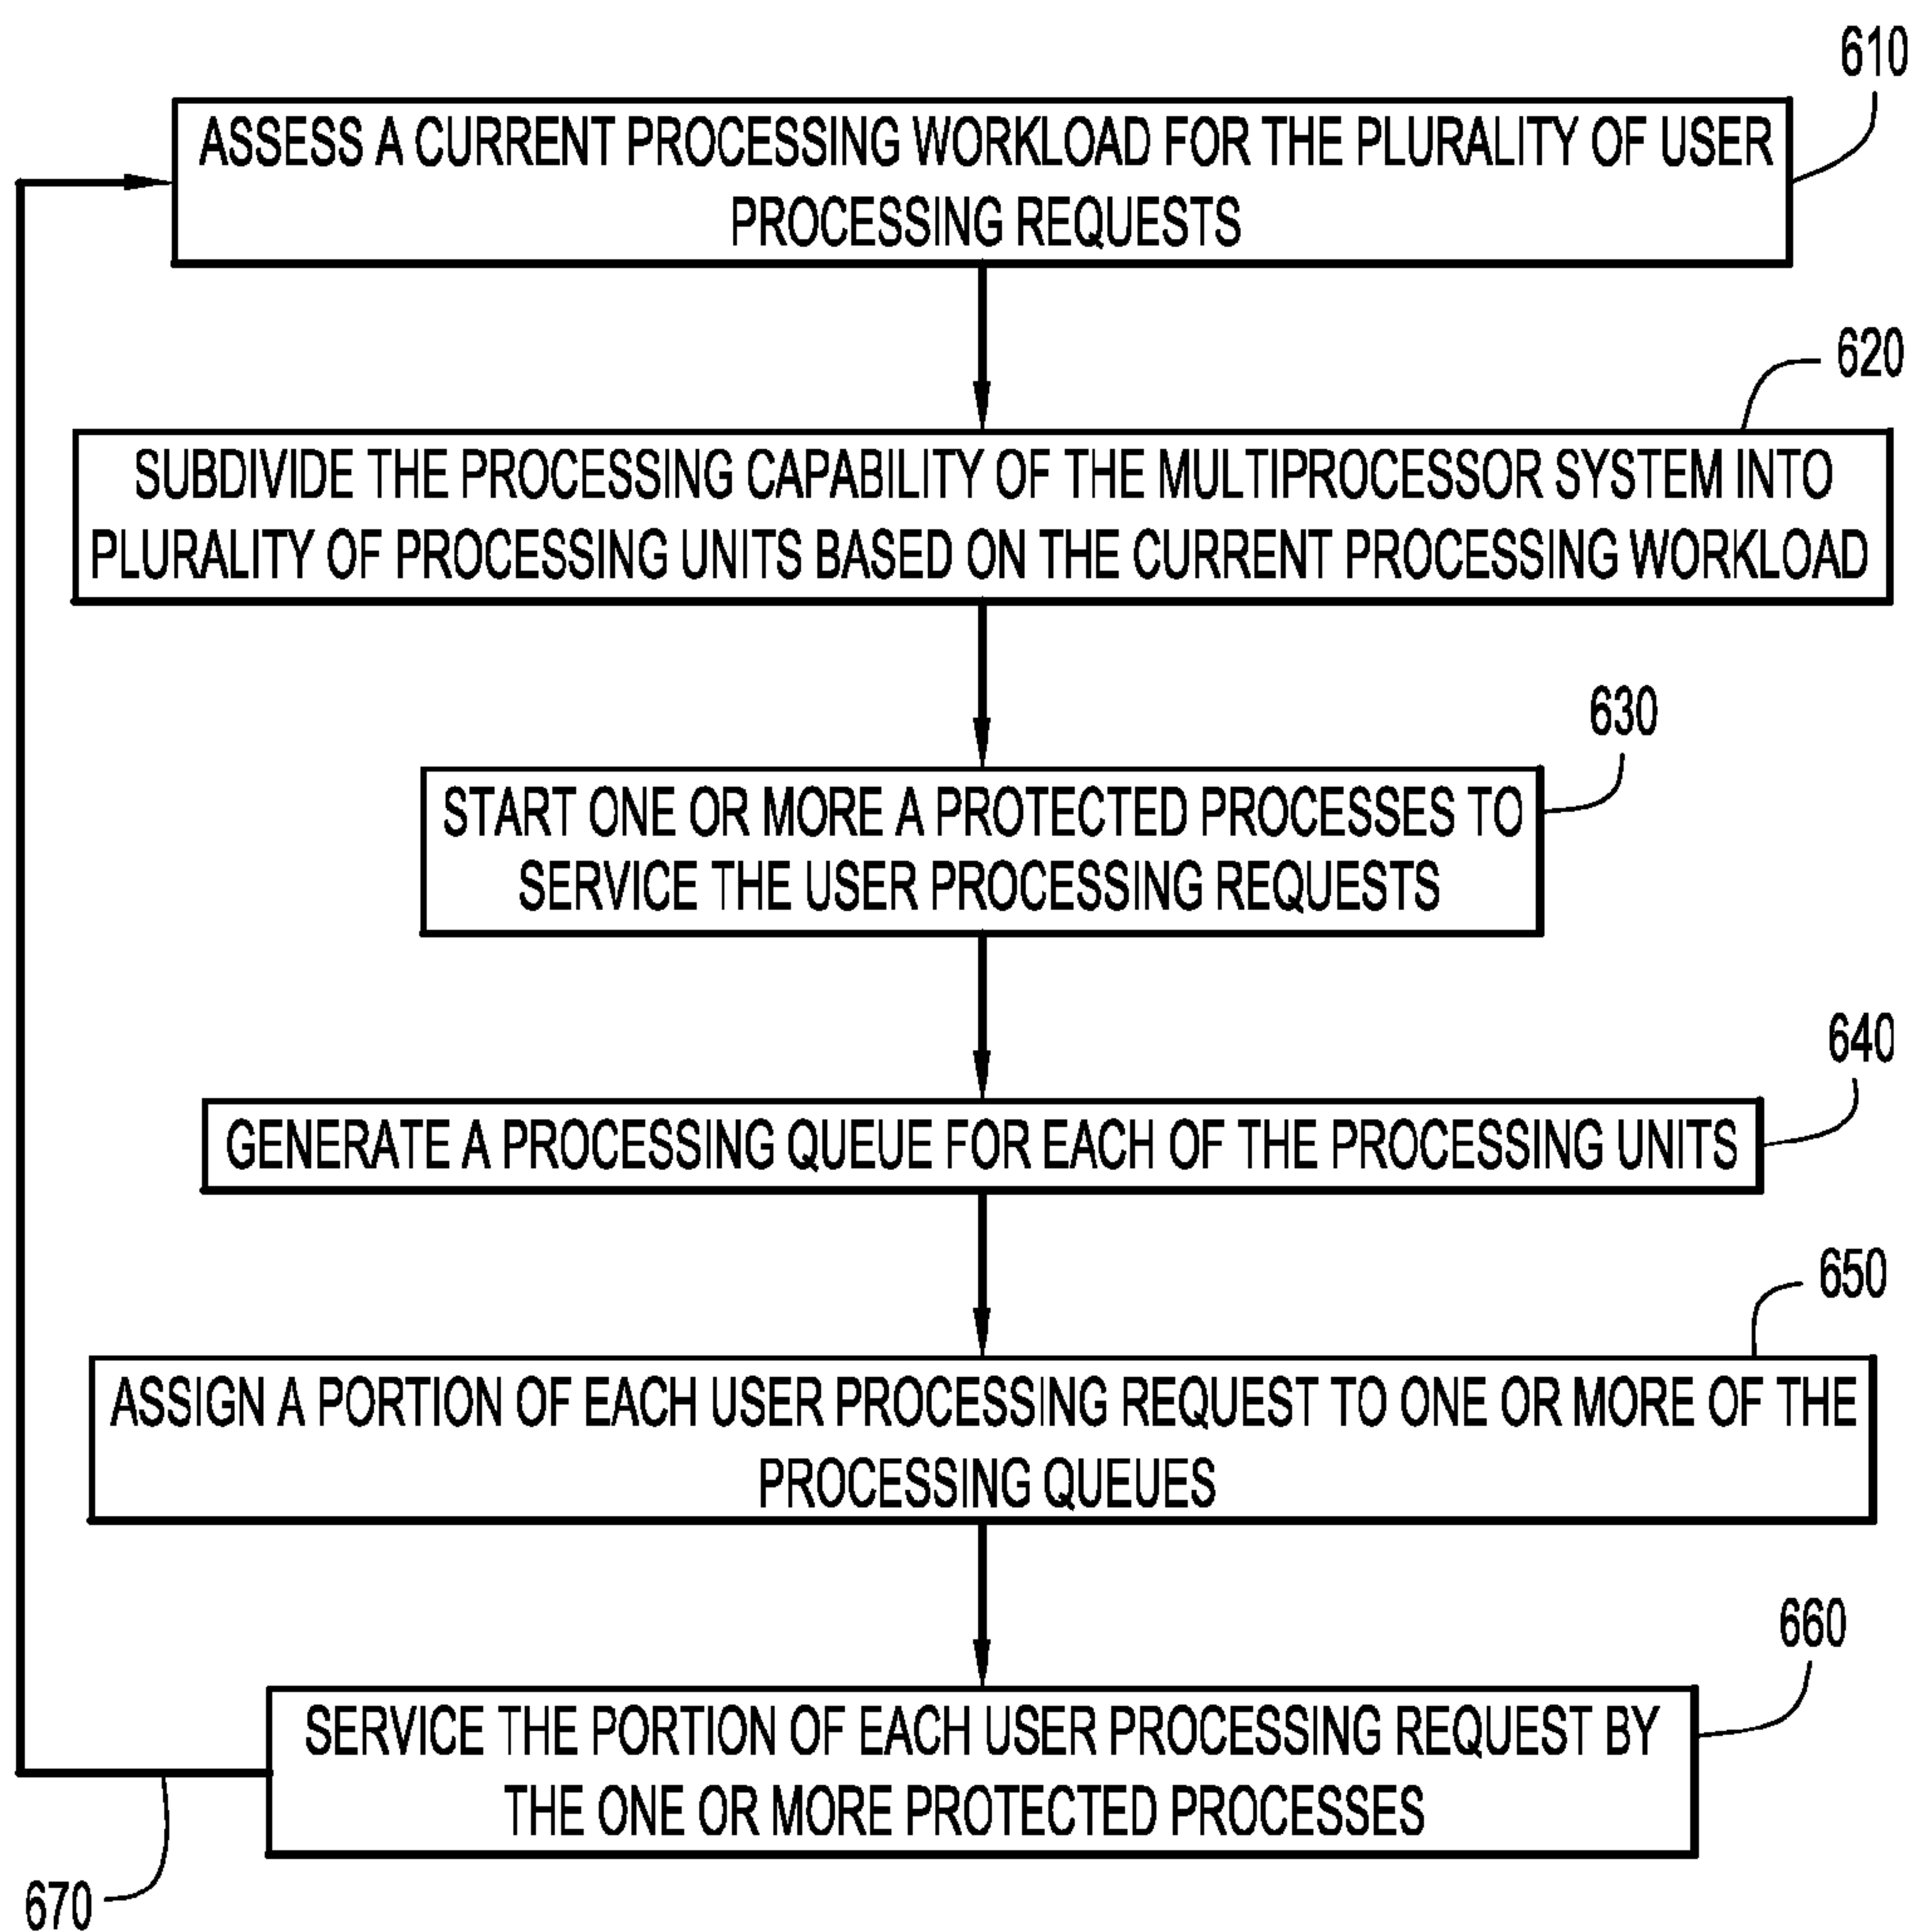 610
ASSESS A CURRENT PROCESSING WORKLOAD FOR THE PLURALITY OF USER
PROCESSING REQUESTS
620
SUBDIVIDE THE PROCESSING CAPABILITY OF THE MULTIPROCESSOR SYSTEM INTO
PLURALITY OF PROCESSING UNITS BASED ON THE CURRENT PROCESSING WORKLOAD
630
START ONE OR MORE A PROTECTED PROCESSES TO
SERVICE THE USER PROCESSING REQUESTS
640
GENERATE A PROCESSING QUEUE FOR EACH OF THE PROCESSING UNITS
650
ASSIGN A PORTION OF EACH USER PROCESSING REQUEST TO ONE OR MORE OF THE
PROCESSING QUEUES
660
SERVICE THE PORTION OF EACH USER PROCESSING REQUEST BY
THE ONE OR MORE PROTECTED PROCESSES
670